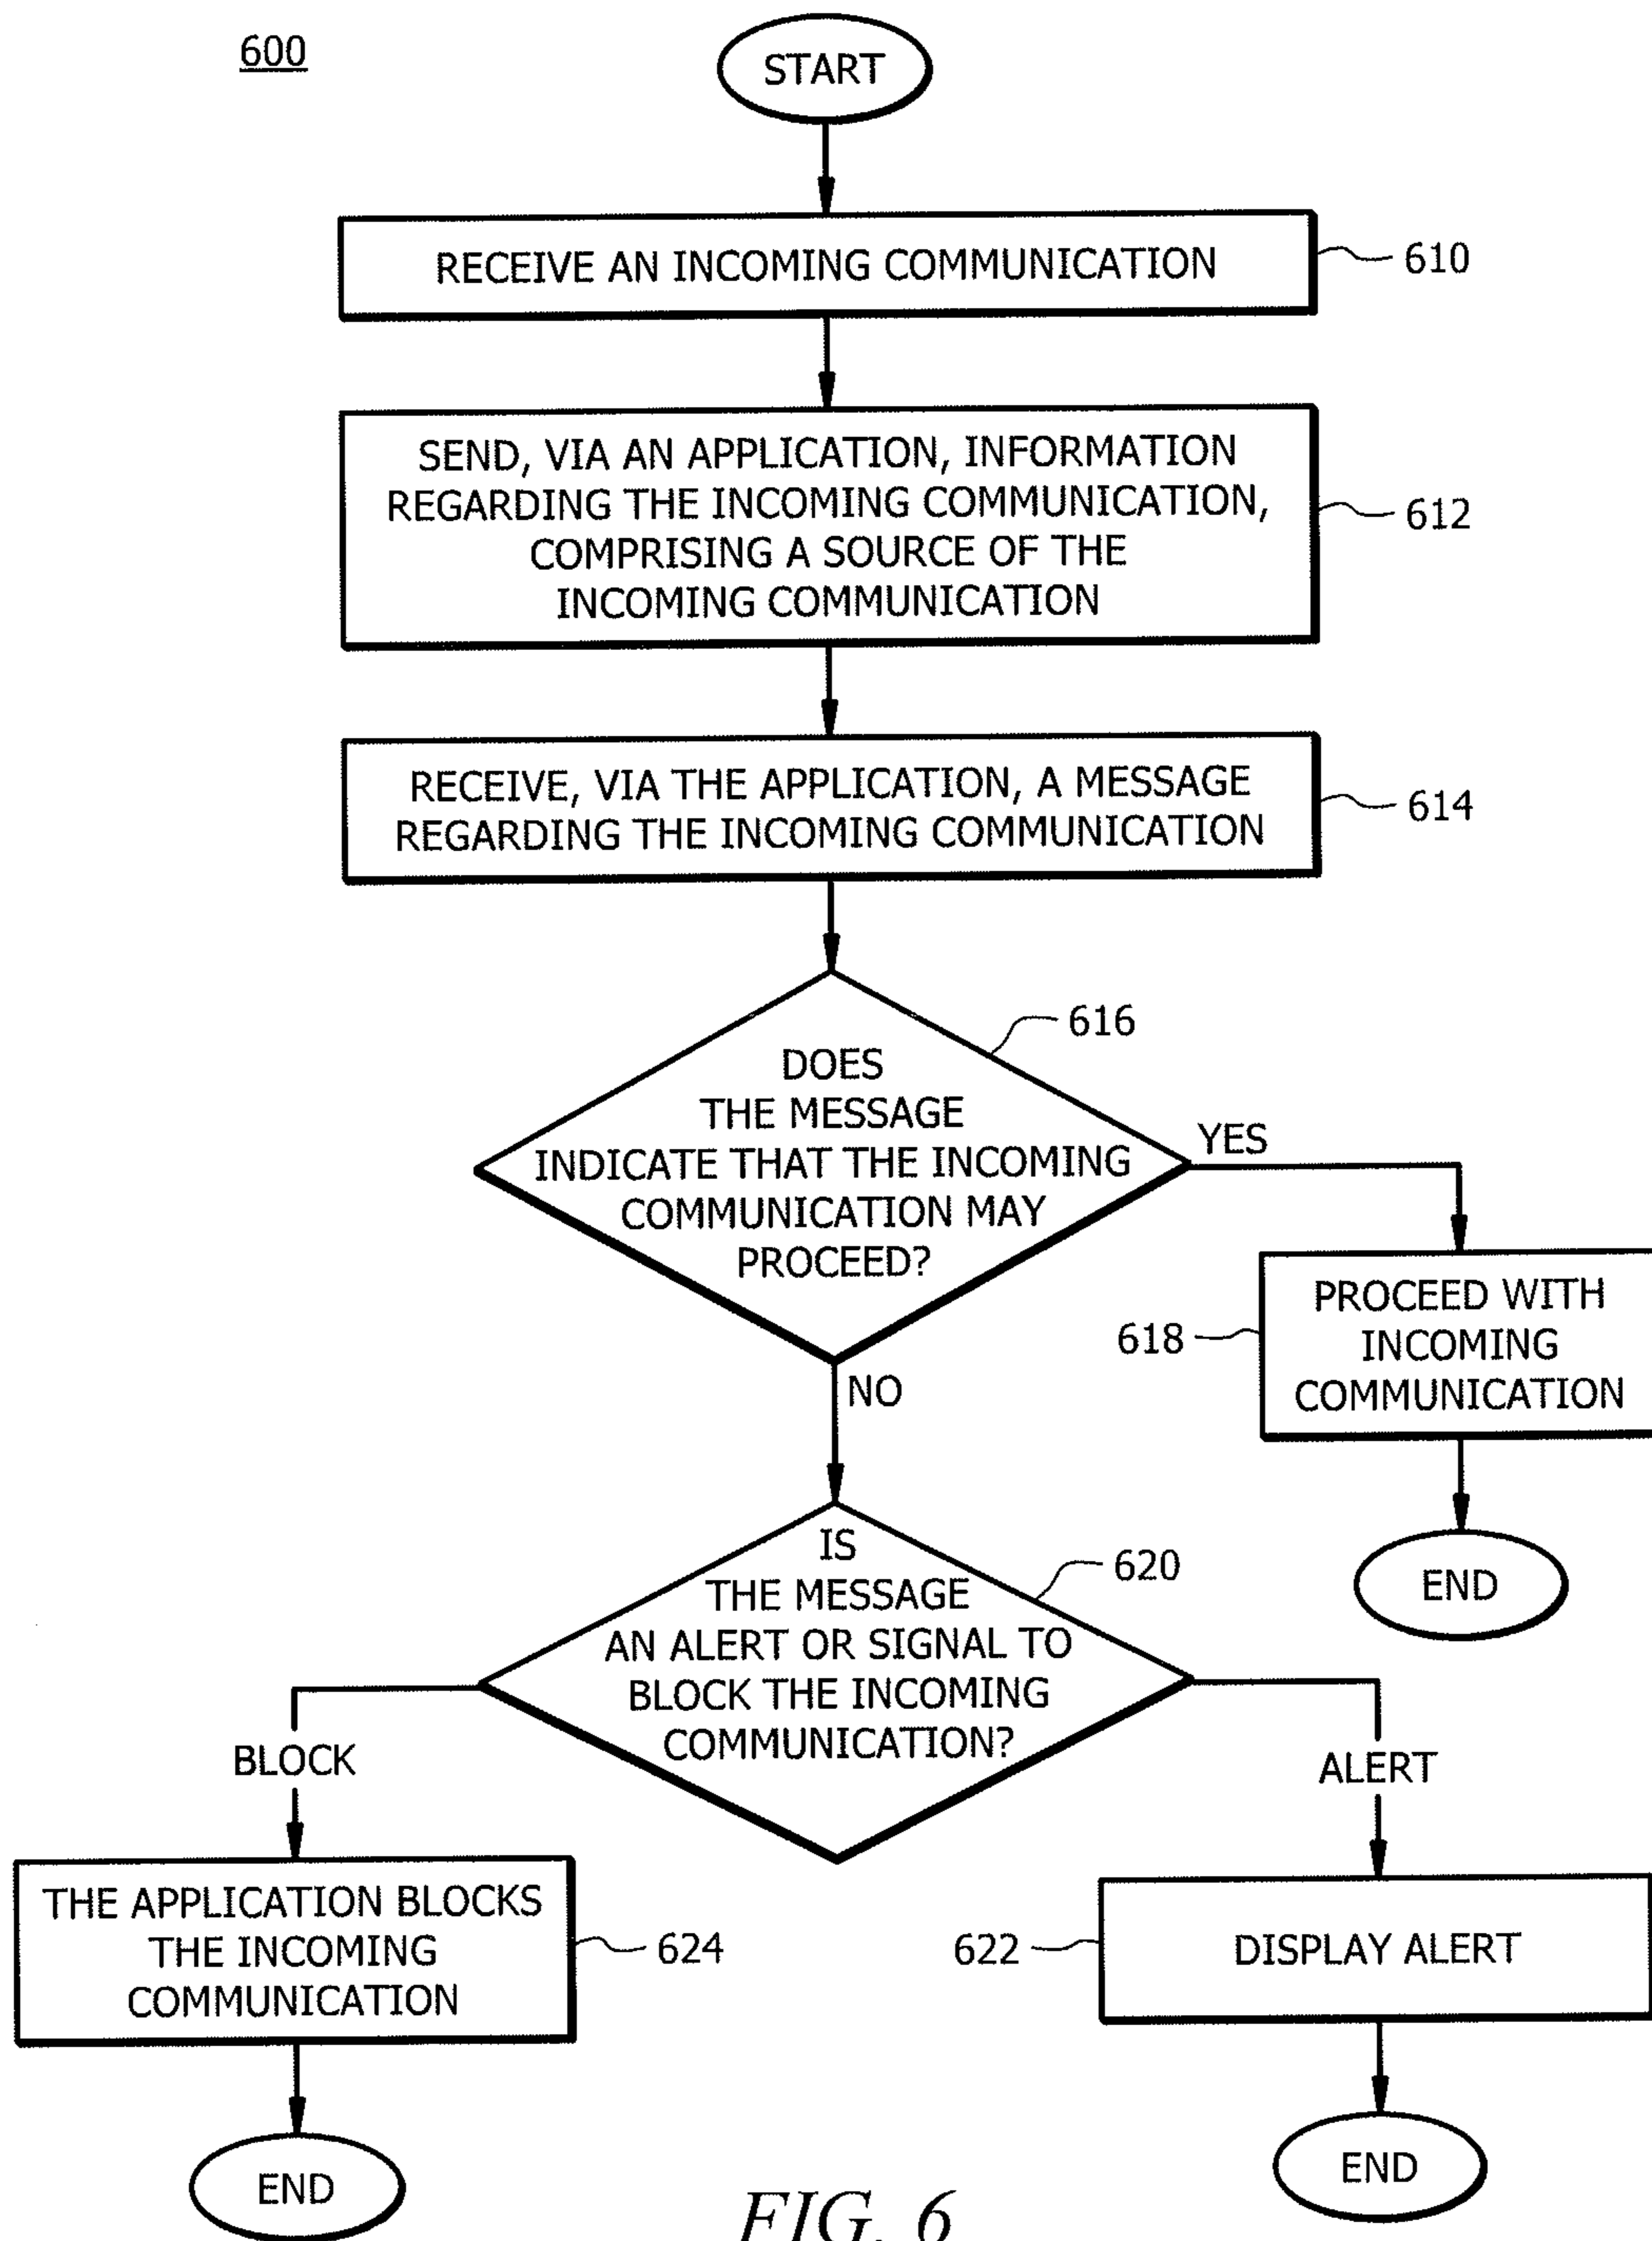 600
START
RECEIVE AN INCOMING COMMUNICATION
610
SEND, VIA AN APPLICATION, INFORMATION
REGARDING THE INCOMING COMMUNICATION,
COMPRISING A SOURCE OF THE
INCOMING COMMUNICATION
612
RECEIVE, VIA THE APPLICATION, A MESSAGE
REGARDING THE INCOMING COMMUNICATION
614
616
DOES
THE MESSAGE
INDICATE THAT THE INCOMING
COMMUNICATION MAY
PROCEED?
YES
618
PROCEED WITH
INCOMING
COMMUNICATION
END
NO
620
IS
THE MESSAGE
AN ALERT OR SIGNAL TO
BLOCK THE INCOMING
COMMUNICATION?
BLOCK
ALERT
THE APPLICATION BLOCKS
THE INCOMING
COMMUNICATION
624
622
DISPLAY ALERT
END
END
FIG. 6